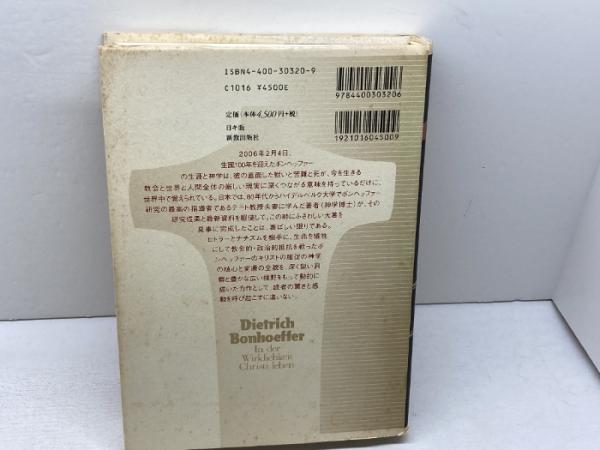 ISBN4-400-30320-9
C1016 ¥4500E
9784400303206
定価(本体4,500円+税)
日キ販
新教出版社
1921016045009
2006年2月4日、
生誕100年を迎えたボンヘッファー
の生涯と神学は、彼の直面した戦いと苦難と死が、今を生きる
教会と世界と人間全体の厳しい現実に深くつながる意味を持っているだけに、
世界中で覚えられている。日本では、80年代からハイデルベルク大学でボンヘッファー
研究の最高の指導者であるテート教授夫妻に学んだ著者(神学博士)が、その
研究成果と最新資料を駆使して、この時にふさわしい大著を
見事に完成したことは、喜ばしい限りである。
ヒトラーとナチズムを相手に、生命を犠牲
にして教会的・政治的抵抗を戦ったボ
ンヘッファーのキリストの服従の神学
の核心と実像の全貌を、深く鋭い洞
察と豊かな広い視野をもって動的に
描いた力作として、読者の驚きと感
動を呼び起こすに違いない。
Dietrich
Bonhoeffer
In der
Wirklichkeit
Christi leben